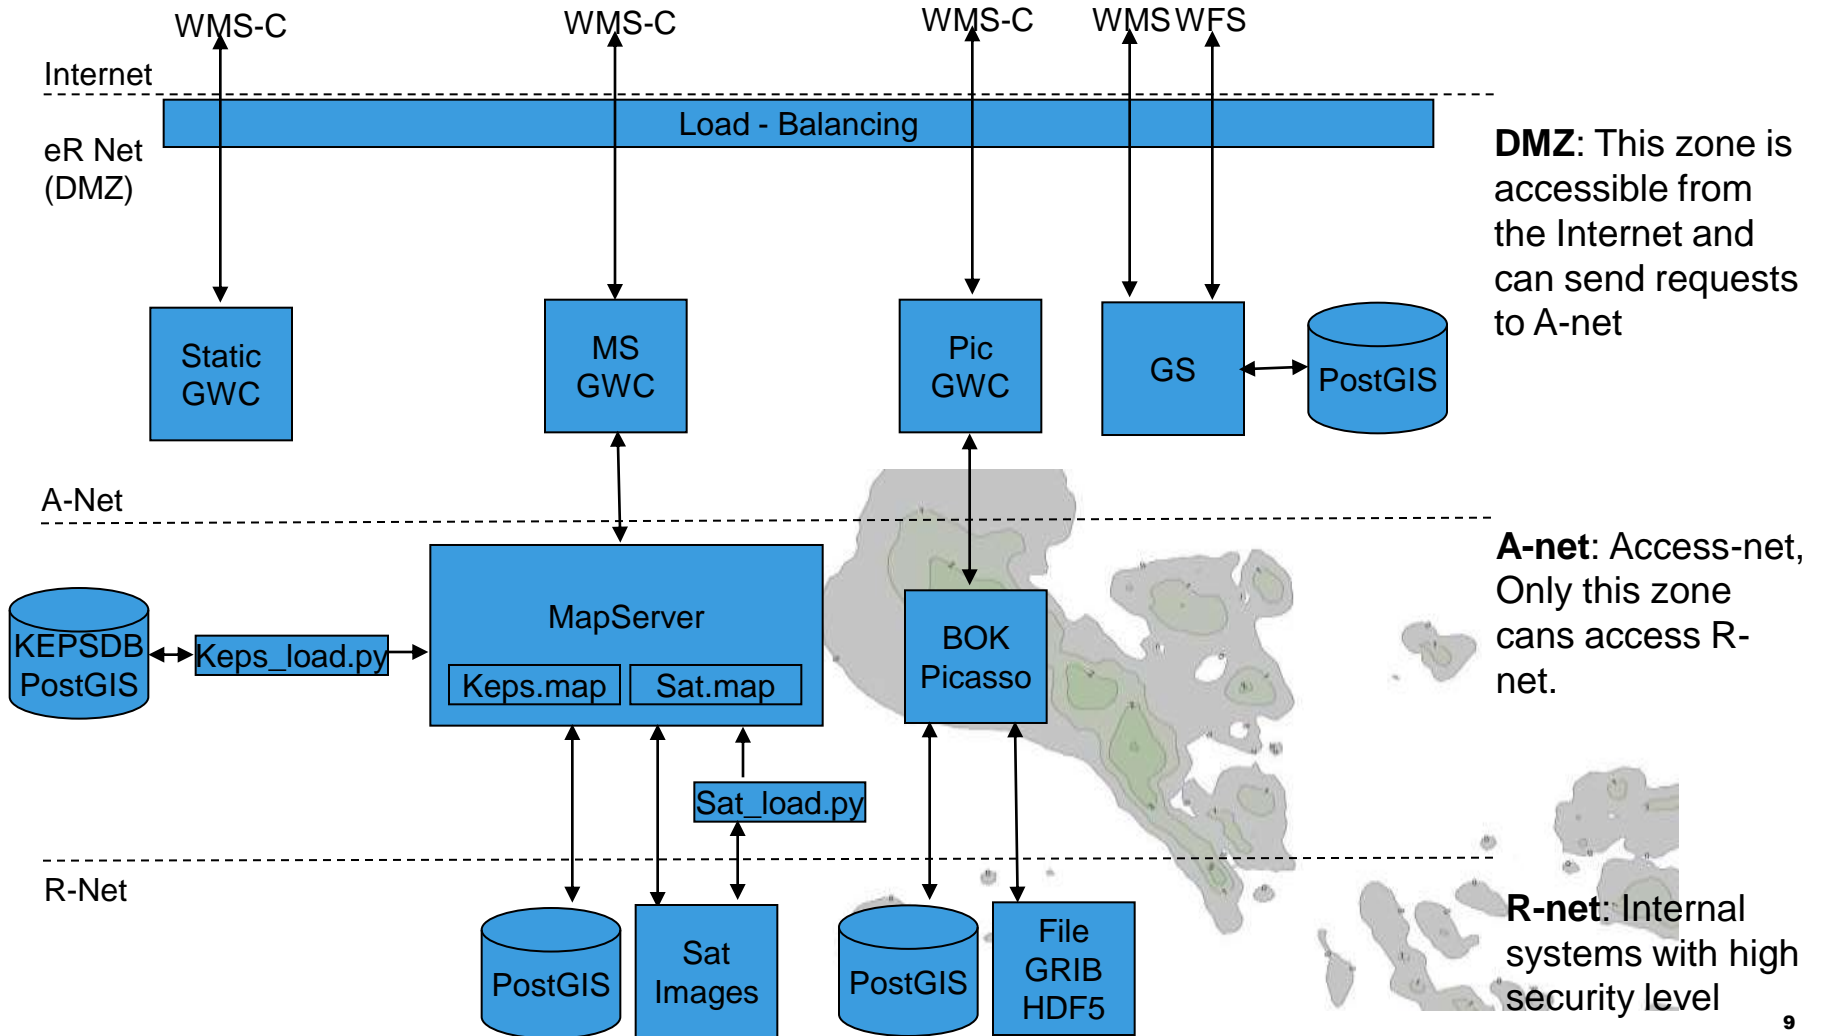 WMS-C
WMS-C
WMS-C
WMS WFS
Internet
Load - Balancing
eR Net
(DMZ)
DMZ: This zone is
accessible from
the Internet and
can send requests
to A-net
Static
GWC
MS
GWC
Pic
GWC
GS
PostGIS
A-Net
A-net: Access-net,
Only this zone
cans access R-
net.
KEPSDB
PostGIS
Keps_load.py
MapServer
Keps.map
Sat.map
BOK
Picasso
Sat_load.py
R-Net
PostGIS
Sat
Images
PostGIS
File
GRIB
HDF5
R-net: Internal
systems with high
security level
9